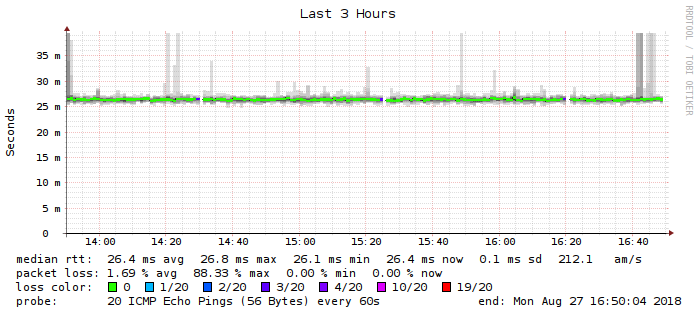 Last 3 Hours
RRDTOOL / TOBI OETIKER
Seconds
35 m
30 m
25 m
20 m
15 m
10 m
5 m
0
14:00 14:20 14:40 15:00 15:20 15:40 16:00 16:20 16:40
median rtt: 26.4 ms avg 26.8 ms max 26.1 ms min 26.4 ms now 0.1 ms sd 212.1 am/s
packet loss: 1.69 % avg 88.33 % max 0.00 % min 0.00 % now
loss color: 0 1/20 2/20 3/20 4/20 10/20 19/20
probe: 20 ICMP Echo Pings (56 Bytes) every 60s end: Mon Aug 27 16:50:04 2018